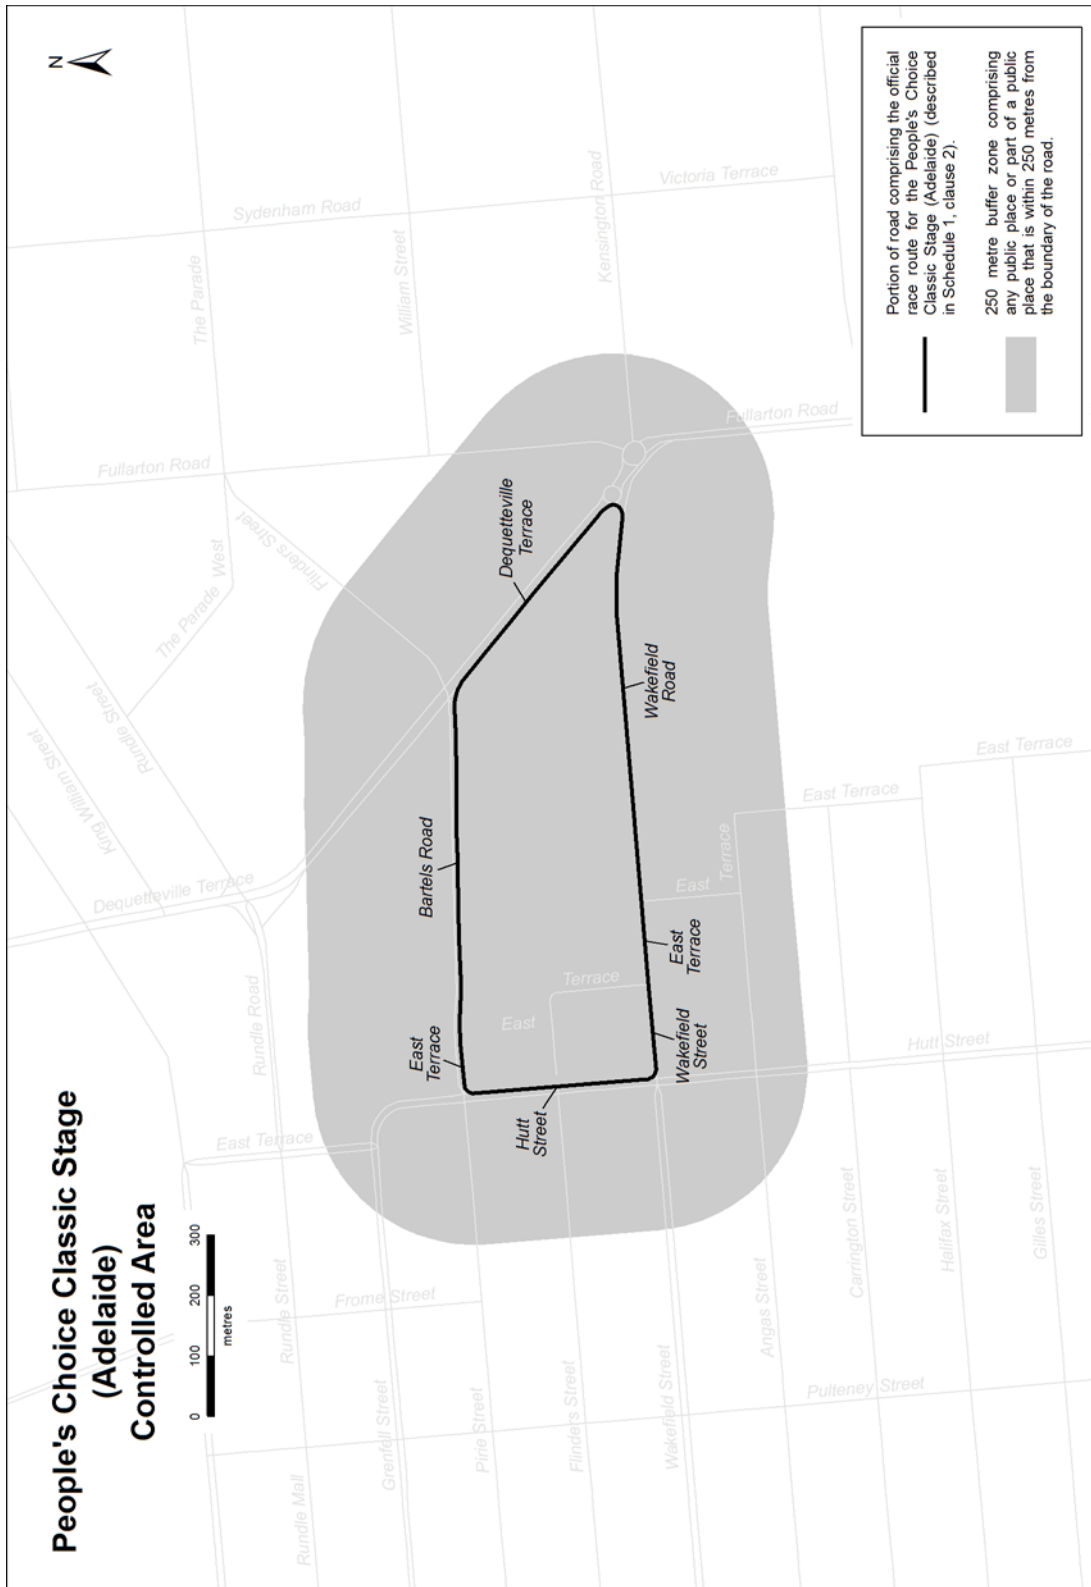 People's Choice Classic Stage
(Adelaide)
Controlled Area
0 100 200 300
metres
N
Rundle Mall
Rundle Street
Grenfell Street
Frome Street
Pirie Street
Flinders Street
Wakefield Street
Pulteney Street
Angas Street
Carrington Street
Halifax Street
Gilles Street
East Terrace
Rundle Road
Hutt Street
Dequetteville Terrace
King William Street
Rundle Street
The Parade West
Flinders Street
Fullarton Road
The Parade
Sydenham Road
William Street
Kensington Road
Victoria Terrace
Fullarton Road
East
Terrace
East
Terrace
East Terrace
East Terrace
East
Terrace
Hutt
Street
Bartels Road
Dequetteville
Terrace
Wakefield
Road
East
Terrace
Wakefield
Street
Portion of road comprising the official
race route for the People's Choice
Classic Stage (Adelaide) (described
in Schedule 1, clause 2).
250 metre buffer zone comprising
any public place or part of a public
place that is within 250 metres from
the boundary of the road.